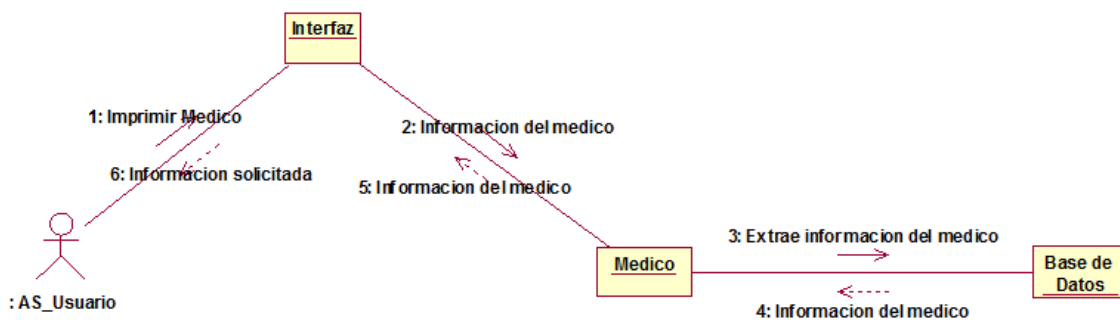 Interfaz
1: Imprimir Medico
2: Informacion del medico
6: Informacion solicitada
5: Informacion del medico
3: Extrae informacion del medico
Medico
Base de
Datos
: AS_Usuario
4: Informacion del medico